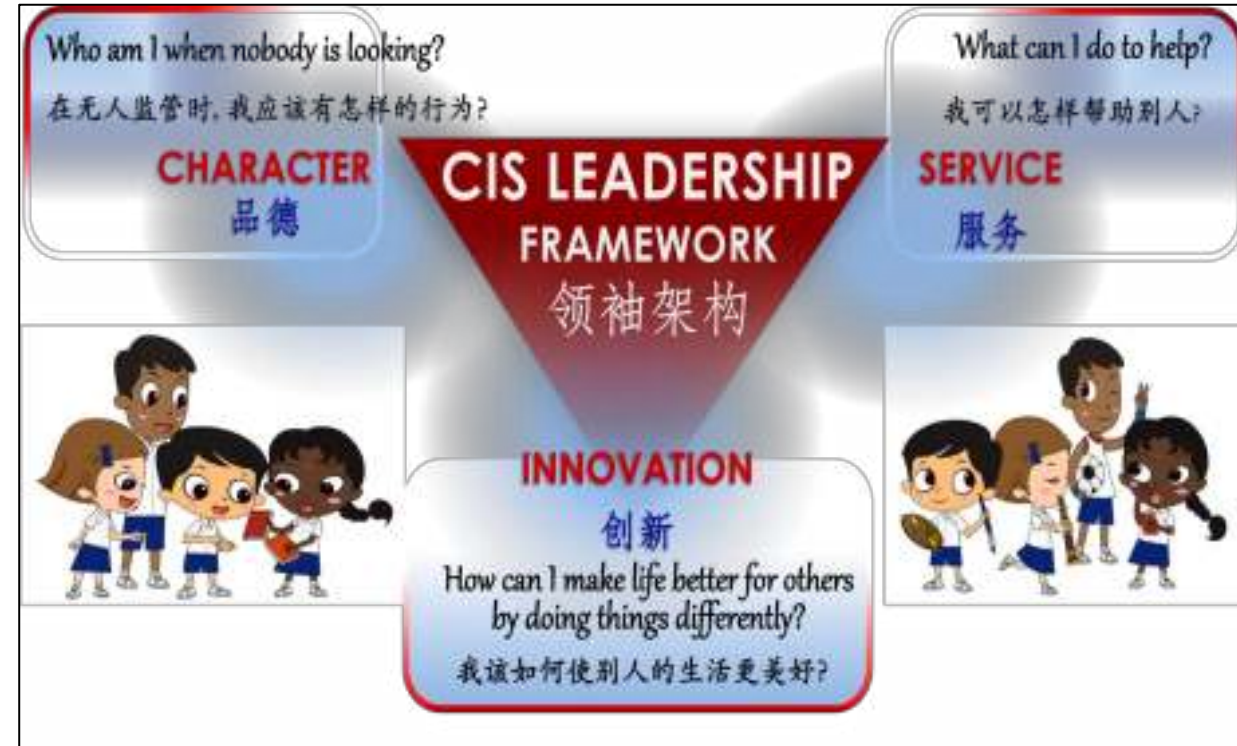 Who am I when nobody is looking?
在无人监管时, 我应该有怎样的行为?
CHARACTER
品德
CIS LEADERSHIP
FRAMEWORK
领袖架构
What can I do to help?
我可以怎样帮助别人?
SERVICE
服务
INNOVATION
创新
How can I make life better for others
by doing things differently?
我该如何使别人的生活更美好?